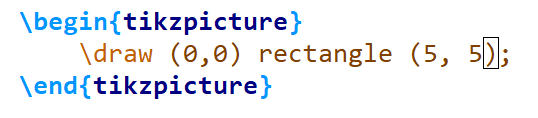 \begin{tikzpicture}
    \draw (0,0) rectangle (5, 5);
\end{tikzpicture}